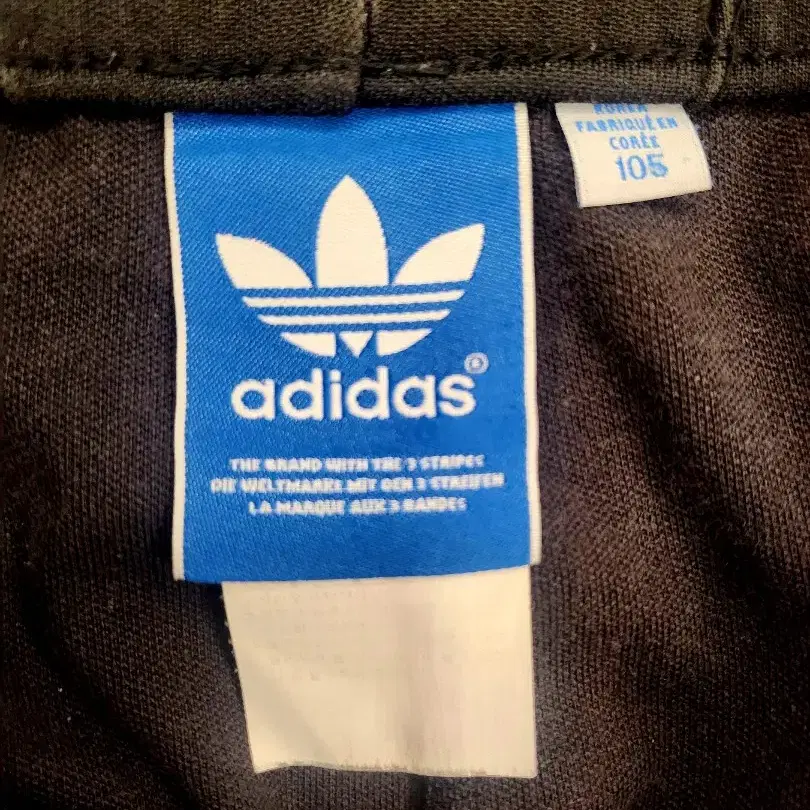 adidas®
THE BRAND WITH THE 3 STRIPES
DIE WELTMARKE MIT DEN 3 STREIFEN
LA MARQUE AUX 3 BANDES
KOREA
FABRIQUÉ EN
CORÉE
105